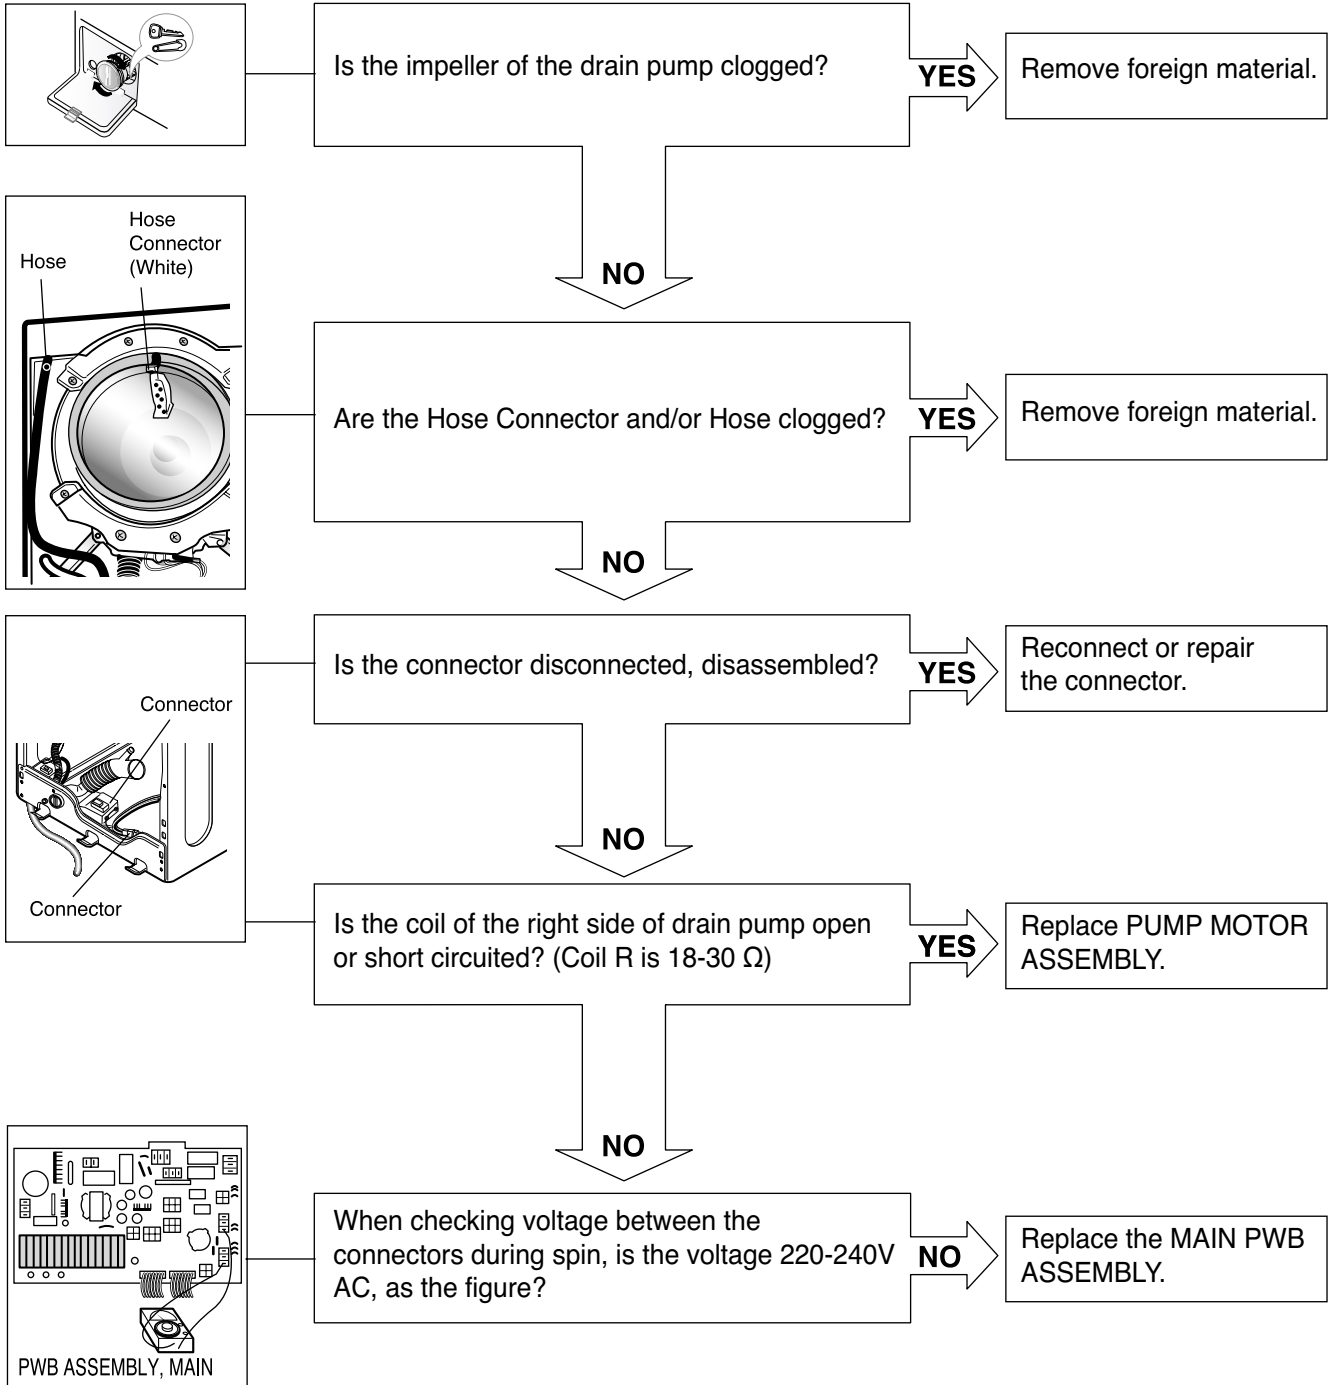 Is the impeller of the drain pump clogged?
YES
Remove foreign material.
NO
Hose
Connector
(White)
Hose
Are the Hose Connector and/or Hose clogged?
YES
Remove foreign material.
NO
Is the connector disconnected, disassembled?
YES
Reconnect or repair
the connector.
Connector
Connector
NO
Is the coil of the right side of drain pump open
or short circuited? (Coil R is 18-30 Ω)
YES
Replace PUMP MOTOR
ASSEMBLY.
NO
When checking voltage between the
connectors during spin, is the voltage 220-240V
AC, as the figure?
NO
Replace the MAIN PWB
ASSEMBLY.
PWB ASSEMBLY, MAIN